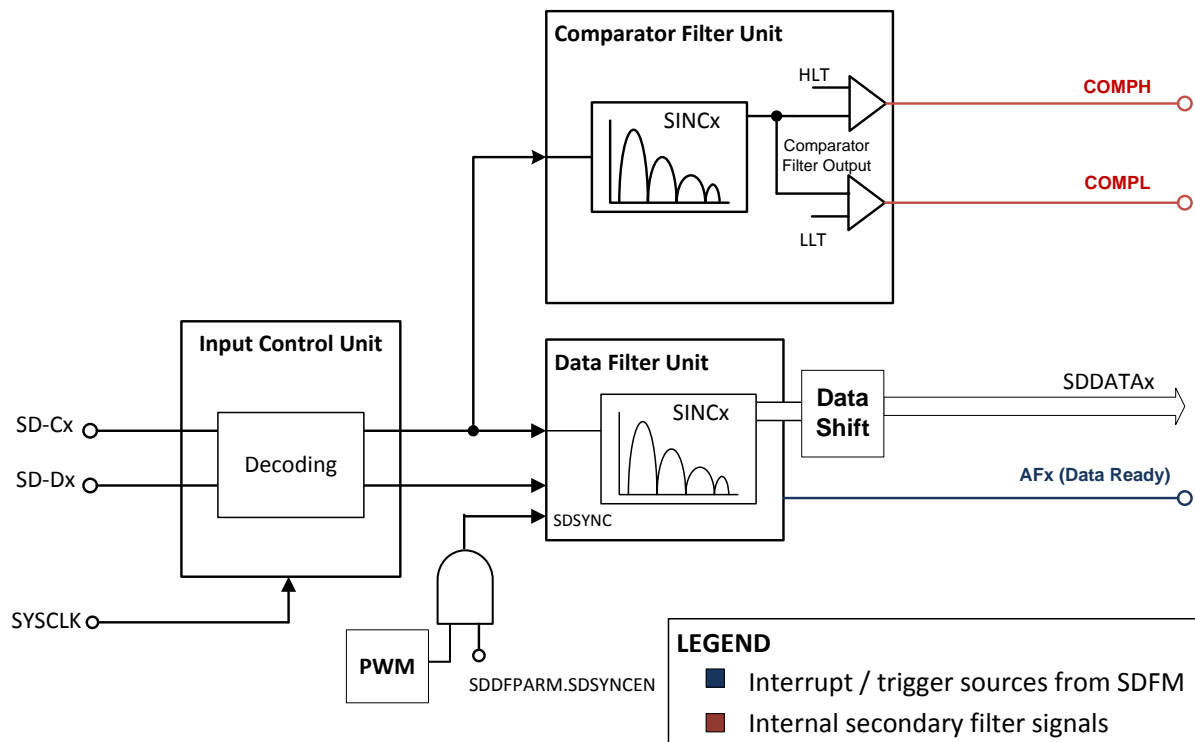 Comparator Filter Unit
HLT
COMPH
SINCx
Comparator
Filter Output
COMPL
LLT
Input Control Unit
Data Filter Unit
SDDATAx
SINCx
Data
Shift
SD-Cx
Decoding
SD-Dx
AFx (Data Ready)
SDSYNC
SYSCLK
PWM
SDDFPARM.SDSYNCEN
LEGEND
Interrupt / trigger sources from SDFM
Internal secondary filter signals